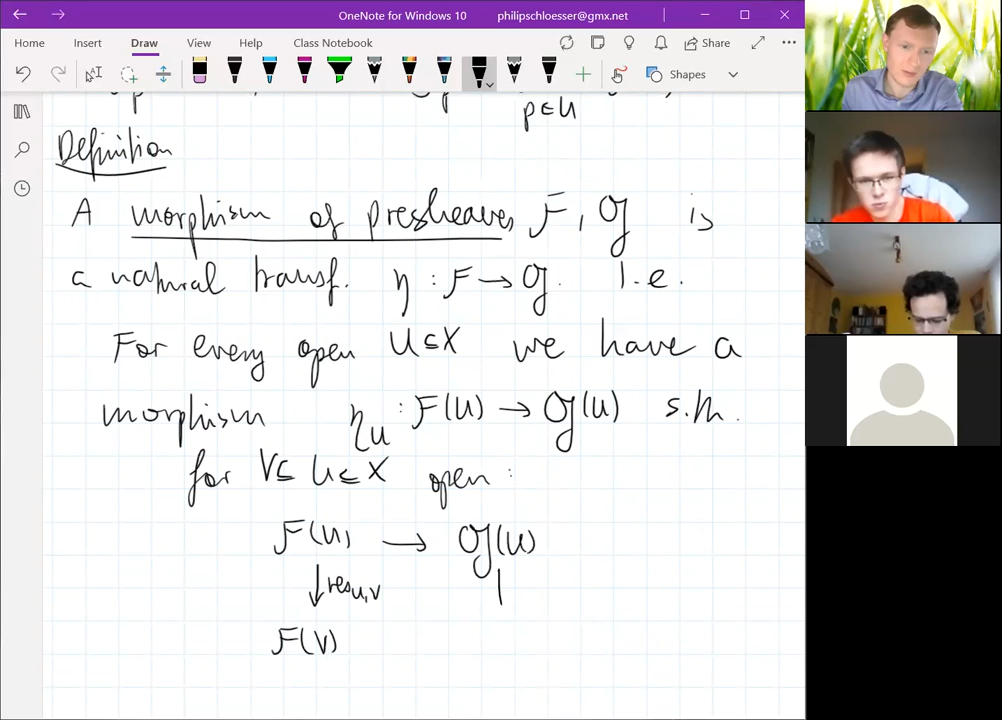 OneNote for Windows 10
philipschloesser@gmx.net
Home Insert Draw View Help Class Notebook Share
Shapes
p∈U
Definition
A morphism of presheaves F, G is
a natural transf. η : F → G. I.e.
For every open U⊆X we have a
morphism η_U : F(U) → G(U) s.th.
for V⊆ U⊆X open:
F(U) → G(U)
↓res_{U,V} |
F(V)